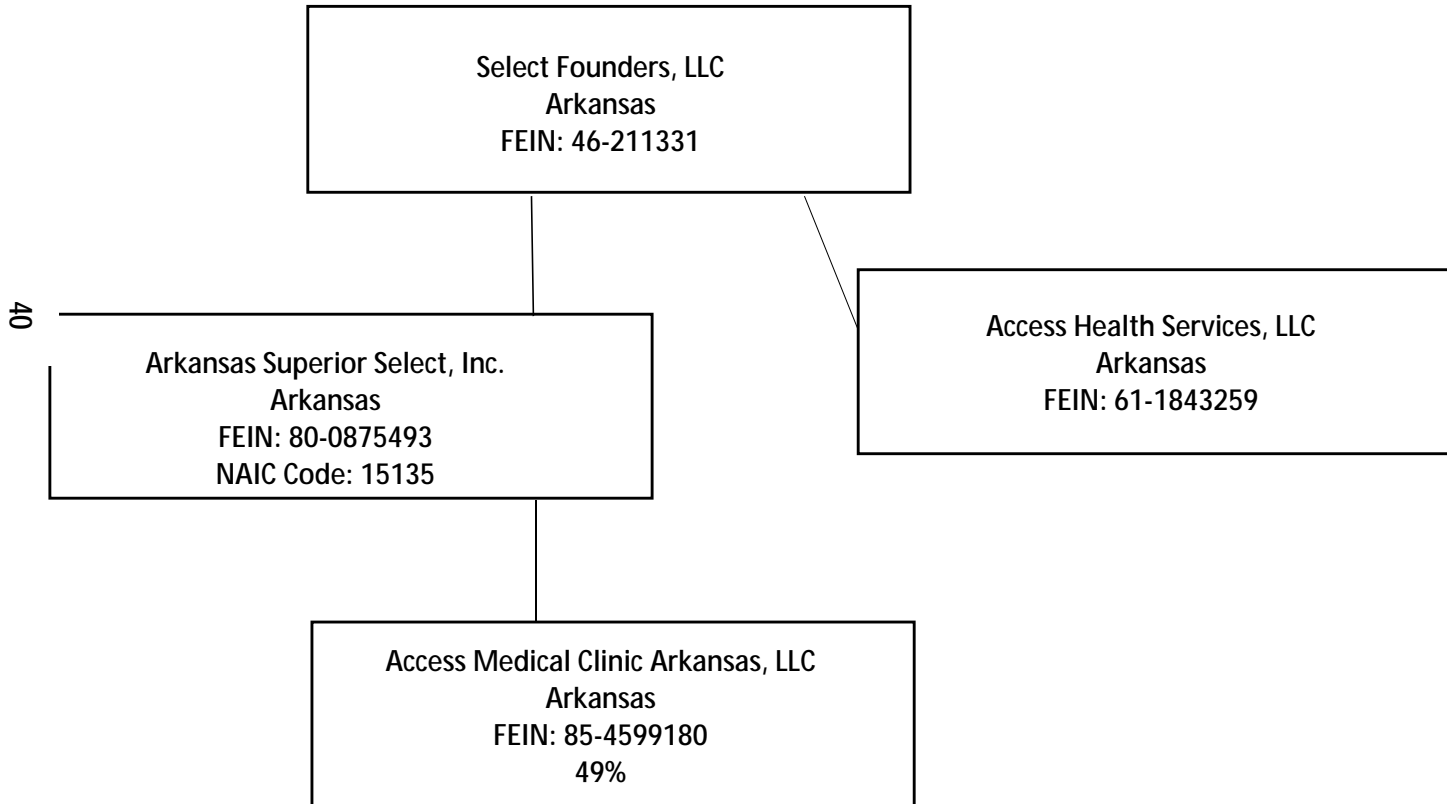 Select Founders, LLC
Arkansas
FEIN: 46-211331
40
Arkansas Superior Select, Inc.
Arkansas
FEIN: 80-0875493
NAIC Code: 15135
Access Health Services, LLC
Arkansas
FEIN: 61-1843259
Access Medical Clinic Arkansas, LLC
Arkansas
FEIN: 85-4599180
49%